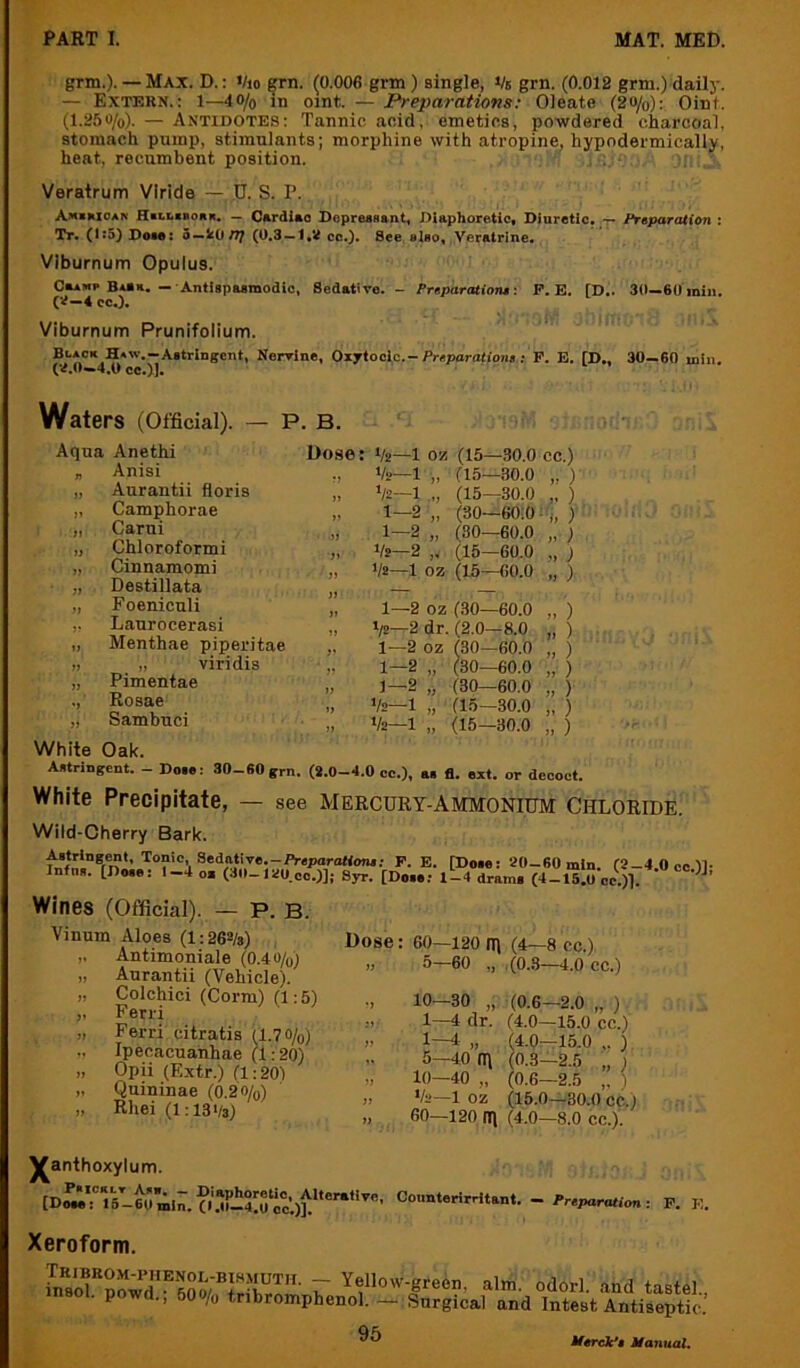 PART I. MAT. MED.
grm.). — MAX. D.: 1/10 grn. (0.006 grm ) single, 1/5 grn. (0.012 grm.) daily.
— EXTERN.: 1—4% in oint. — Preparations: Oleate (2%): Oint.
(1.25%). — ANTIDOTES: Tannic acid, emetics, powdered charcoal,
stomach pump, stimulants; morphine with atropine, hypodermically,
heat, recumbent position.
Veratrum Viride — U. S. P.
AMERICAN HELLEBORE. — Cardiac Depressant, Diaphoretic, Diuretic. — Preparation :
Tr. (1:5) Dose: 5—20 ♏ (0.3—1.2 cc.). See also, Veratrine.
Viburnum Opulus.
CRAMP BARK. — Antispasmodic, Sedative. — Preparations: F. E. [D.. 30—60 min.
(2—4 cc.).
Viburnum Prunifolium.
BLACK HAW.—Astringent, Nervine, Oxytocic.—Preparations: F. E. [D., 30—60 min.
(2.0—4.0 cc.)].
Waters (Official). — P. B.
Aqua Anethi Dose: 1/2—1 oz (15—30.0 cc.)
„ Anisi „ 1/2—1 „ (15—30.0 „ )
„ Aurantii floris „ 1/2—1 „ (15—30.0 „ )
„ Camphorae „ 1—2 „ (30—60.0 „ )
„ Carui „ 1—2 „ (30—60.0 „ )
„ Chloroformi „ 1/2—2 „ (15—60.0 „ )
„ Cinnamomi „ 1/2—1 oz (15—60.0 „ )
„ Destillata „ — —
„ Foeniculi „ 1—2 oz (30—60.0 „ )
„ Laurocerasi „ 1/2—2 dr. (2.0—8.0 „ )
„ Menthae piperitae „ 1—2 oz (30—60.0 „ )
„ „ viridis „ 1—2 „ (30—60.0 „ )
„ Pimentae „ 1—2 „ (30—60.0 „ )
„ Rosae „ 1/2—1 „ (15—30.0 „ )
„ Sambuci „ 1/2—1 „ (15—30.0 „ )
White Oak.
Astringent. — Dose: 30—60 grn. (2.0—4.0 cc.), as fl. ext. or decoct.
White Precipitate, — see MERCURY-AMMONIUM CHLORIDE.
Wild-Cherry Bark.
Astringent, Tonic, Sedative.—Preparations: F. E. [Dose: 20—60 min. (2—4.0 cc.)];
Infus. [Dose: 1—4 oz (30—120 cc.)]; Syr. [Dose: 1—4 drams (4—15.0 cc.)].
Wines (Official). — P. B.
Vinum Aloes (1:26 2/3) Dose: 60—120 ♏ (4—8 cc.)
„ Antimoniale (0.4%) „ 5—60 „ (0.3—4.0 cc.)
„ Aurantii (Vehicle).
„ Colchici (Corm) (1:5) „ 10—30 „ (0.6—2.0 „ )
„ Ferri „ 1—4 dr. (4.0—15.0 cc.)
„ Ferri citratis (1.7%) „ 1—4 „ (4.0—15.0 „ )
„ Ipecacuanhae (1:20) „ 5—40 ♏ (0.3—2.5 „ )
„ Opii (Extr.) (1:20) „ 10—40 „ (0.6—2.5 „ )
„ Quininae (0.2%) „ 1/2—1 oz (15.0—30.0 cc.)
„ Rhei (1:13 1/3) „ 60—120 ♏ (4.0—8.0 cc.).
Xanthoxylum.
PRICKLY ASH. — Diaphoretic, Alterative, Counterirritant. — Preparation: F. E.
[Dose: 15—60 min. (1.0—4.0 cc.)].
Xeroform.
TRIBROM-PHENOL-BISMUTH. — Yellow-green, alm. odorl. and tastel.,
insol. powd.; 50% tribromphenol. — Surgical and Intest Antiseptic.
95
Merck's Manual.